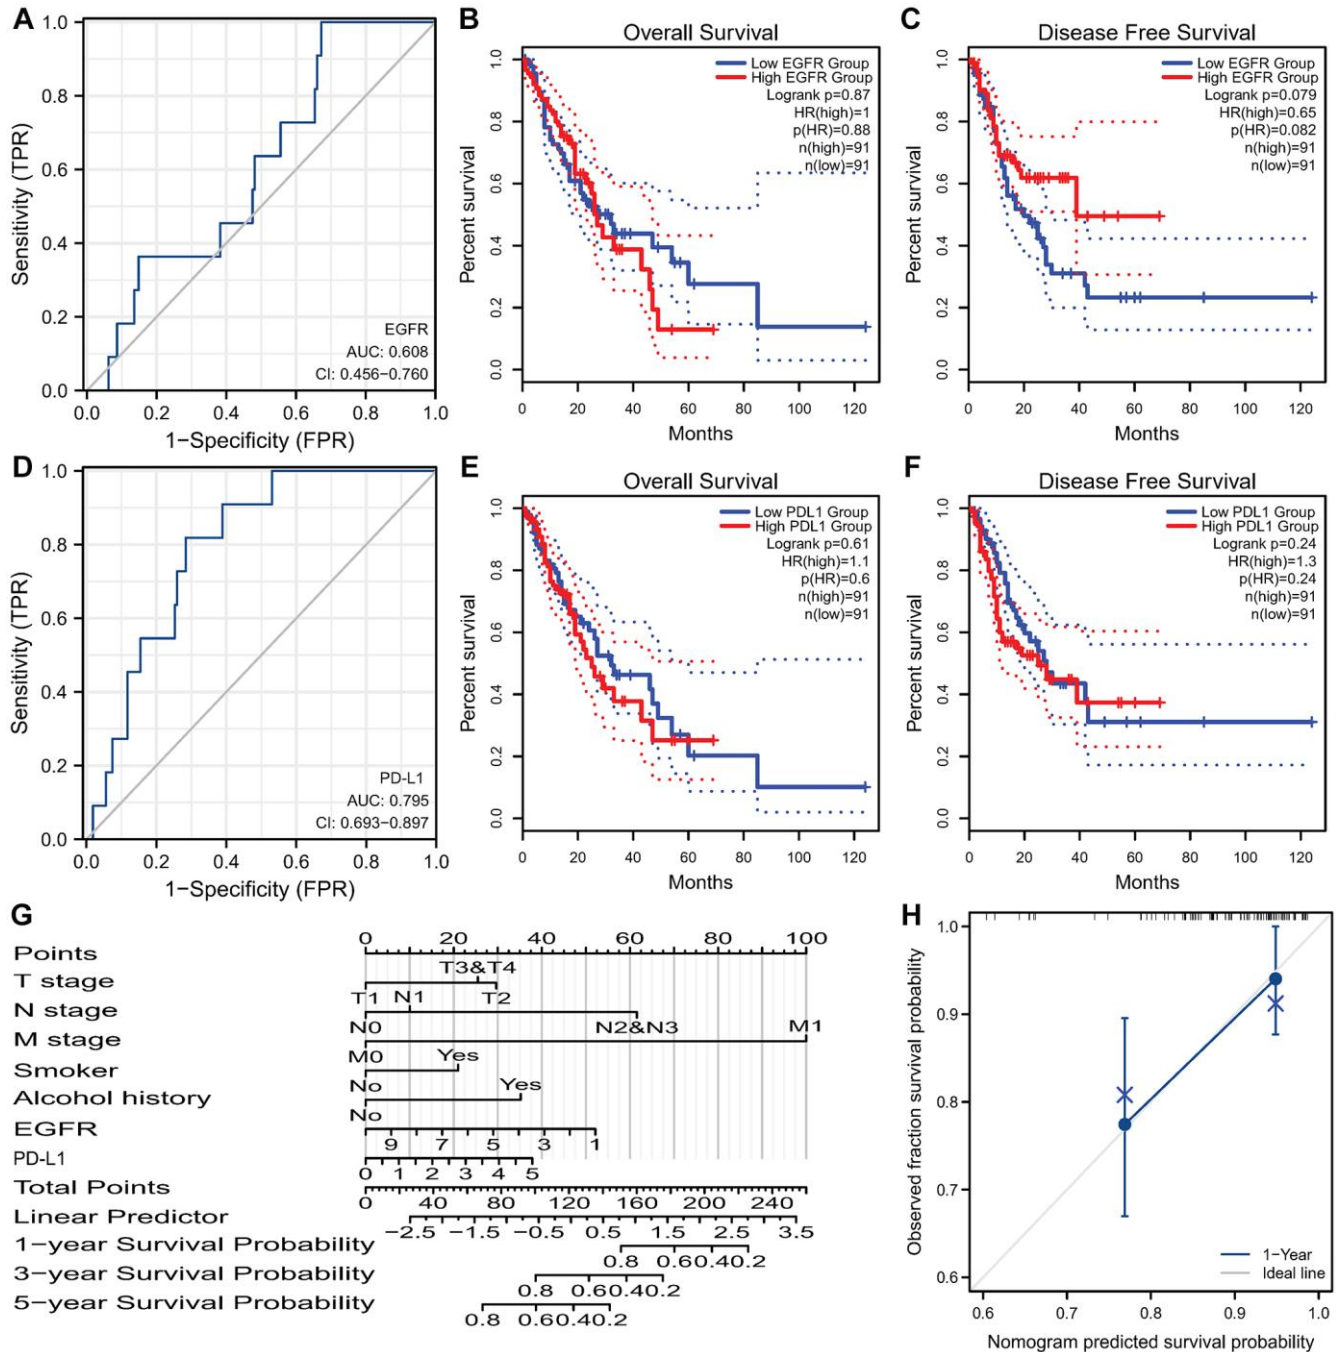 A
1.0
0.8
0.6
0.4
0.2
0.0
Sensitivity (TPR)
EGFR
AUC: 0.608
CI: 0.456−0.760
0.0 0.2 0.4 0.6 0.8 1.0
1−Specificity (FPR)
B
Overall Survival
Low EGFR Group
High EGFR Group
Logrank p=0.87
HR(high)=1
p(HR)=0.88
n(high)=91
n(low)=91
Percent survival
1.0
0.8
0.6
0.4
0.2
0.0
0 20 40 60 80 100 120
Months
C
Disease Free Survival
Low EGFR Group
High EGFR Group
Logrank p=0.079
HR(high)=0.65
p(HR)=0.082
n(high)=91
n(low)=91
Percent survival
1.0
0.8
0.6
0.4
0.2
0.0
0 20 40 60 80 100 120
Months
D
1.0
0.8
0.6
0.4
0.2
0.0
Sensitivity (TPR)
PD-L1
AUC: 0.795
CI: 0.693−0.897
0.0 0.2 0.4 0.6 0.8 1.0
1−Specificity (FPR)
E
Overall Survival
Low PDL1 Group
High PDL1 Group
Logrank p=0.61
HR(high)=1.1
p(HR)=0.6
n(high)=91
n(low)=91
Percent survival
1.0
0.8
0.6
0.4
0.2
0.0
0 20 40 60 80 100 120
Months
F
Disease Free Survival
Low PDL1 Group
High PDL1 Group
Logrank p=0.24
HR(high)=1.3
p(HR)=0.24
n(high)=91
n(low)=91
Percent survival
1.0
0.8
0.6
0.4
0.2
0.0
0 20 40 60 80 100 120
Months
G
Points 0 20 40 60 80 100
T3&T4
T stage
T1 N1 T2
N stage
N0 N2&N3 M1
M stage
M0 Yes
Smoker
No Yes
Alcohol history
No
EGFR
9 7 5 3 1
PD-L1
0 1 2 3 4 5
Total Points
0 40 80 120 160 200 240
Linear Predictor
−2.5 −1.5 −0.5 0.5 1.5 2.5 3.5
1−year Survival Probability
0.8 0.60.40.2
3−year Survival Probability
0.8 0.60.40.2
5−year Survival Probability
0.8 0.60.40.2
H
1.0
0.9
0.8
0.7
0.6
Observed fraction survival probability
1−Year
Ideal line
0.6 0.7 0.8 0.9 1.0
Nomogram predicted survival probability